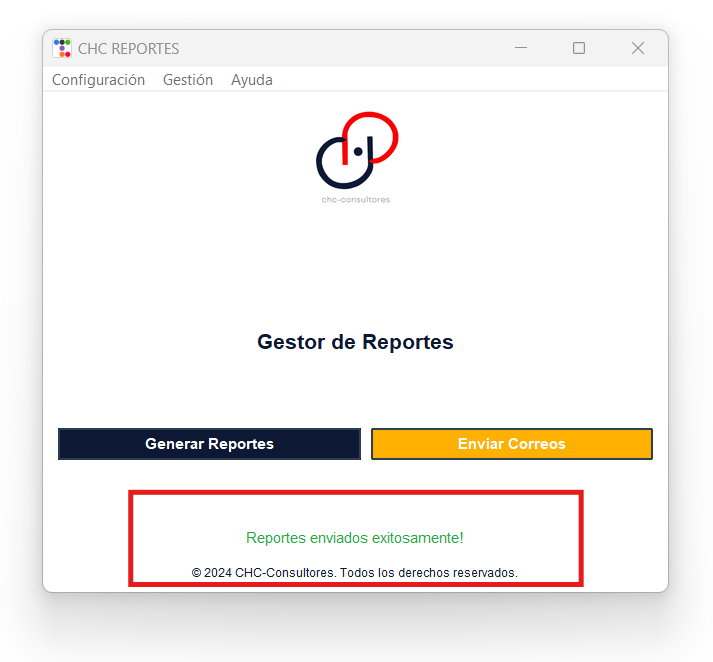 CHC REPORTES
Configuración Gestión Ayuda
chc-consultores
Gestor de Reportes
Generar Reportes Enviar Correos
Reportes enviados exitosamente!
© 2024 CHC-Consultores. Todos los derechos reservados.